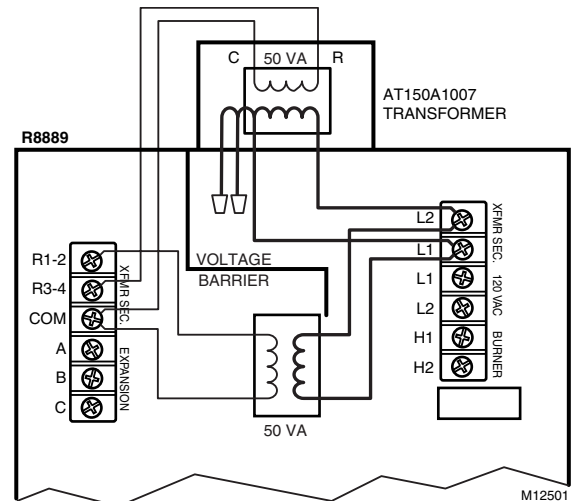 C 50 VA R
AT150A1007
TRANSFORMER
R8889
VOLTAGE
BARRIER
R1-2
R3-4
COM
A
B
C
XFMR SEC.
EXPANSION
L2
L1
L1
L2
H1
H2
XFMR SEC.
120 VAC
BURNER
50 VA
M12501